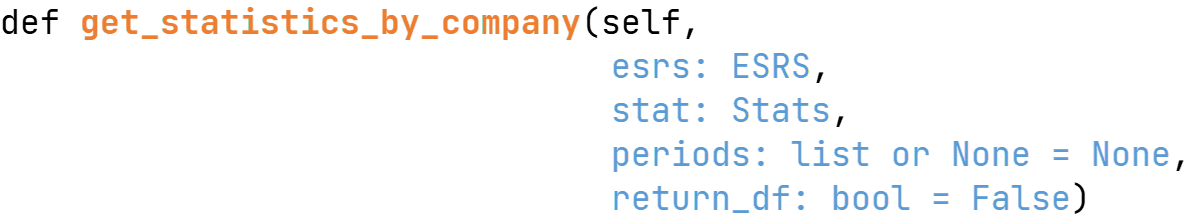 def get_statistics_by_company(self,
esrs: ESRS,
stat: Stats,
periods: list or None = None,
return_df: bool = False)